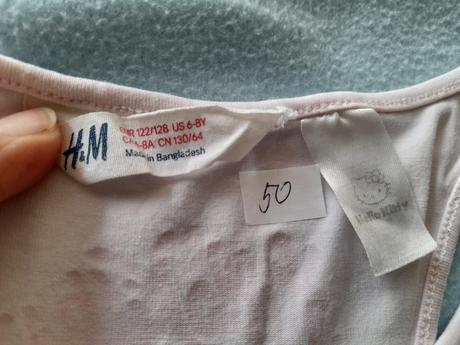 H&M
EUR 122/128 US 6-8Y
CA 6-8A CN 130/64
Made in Bangladesh
50
Hello Kitty